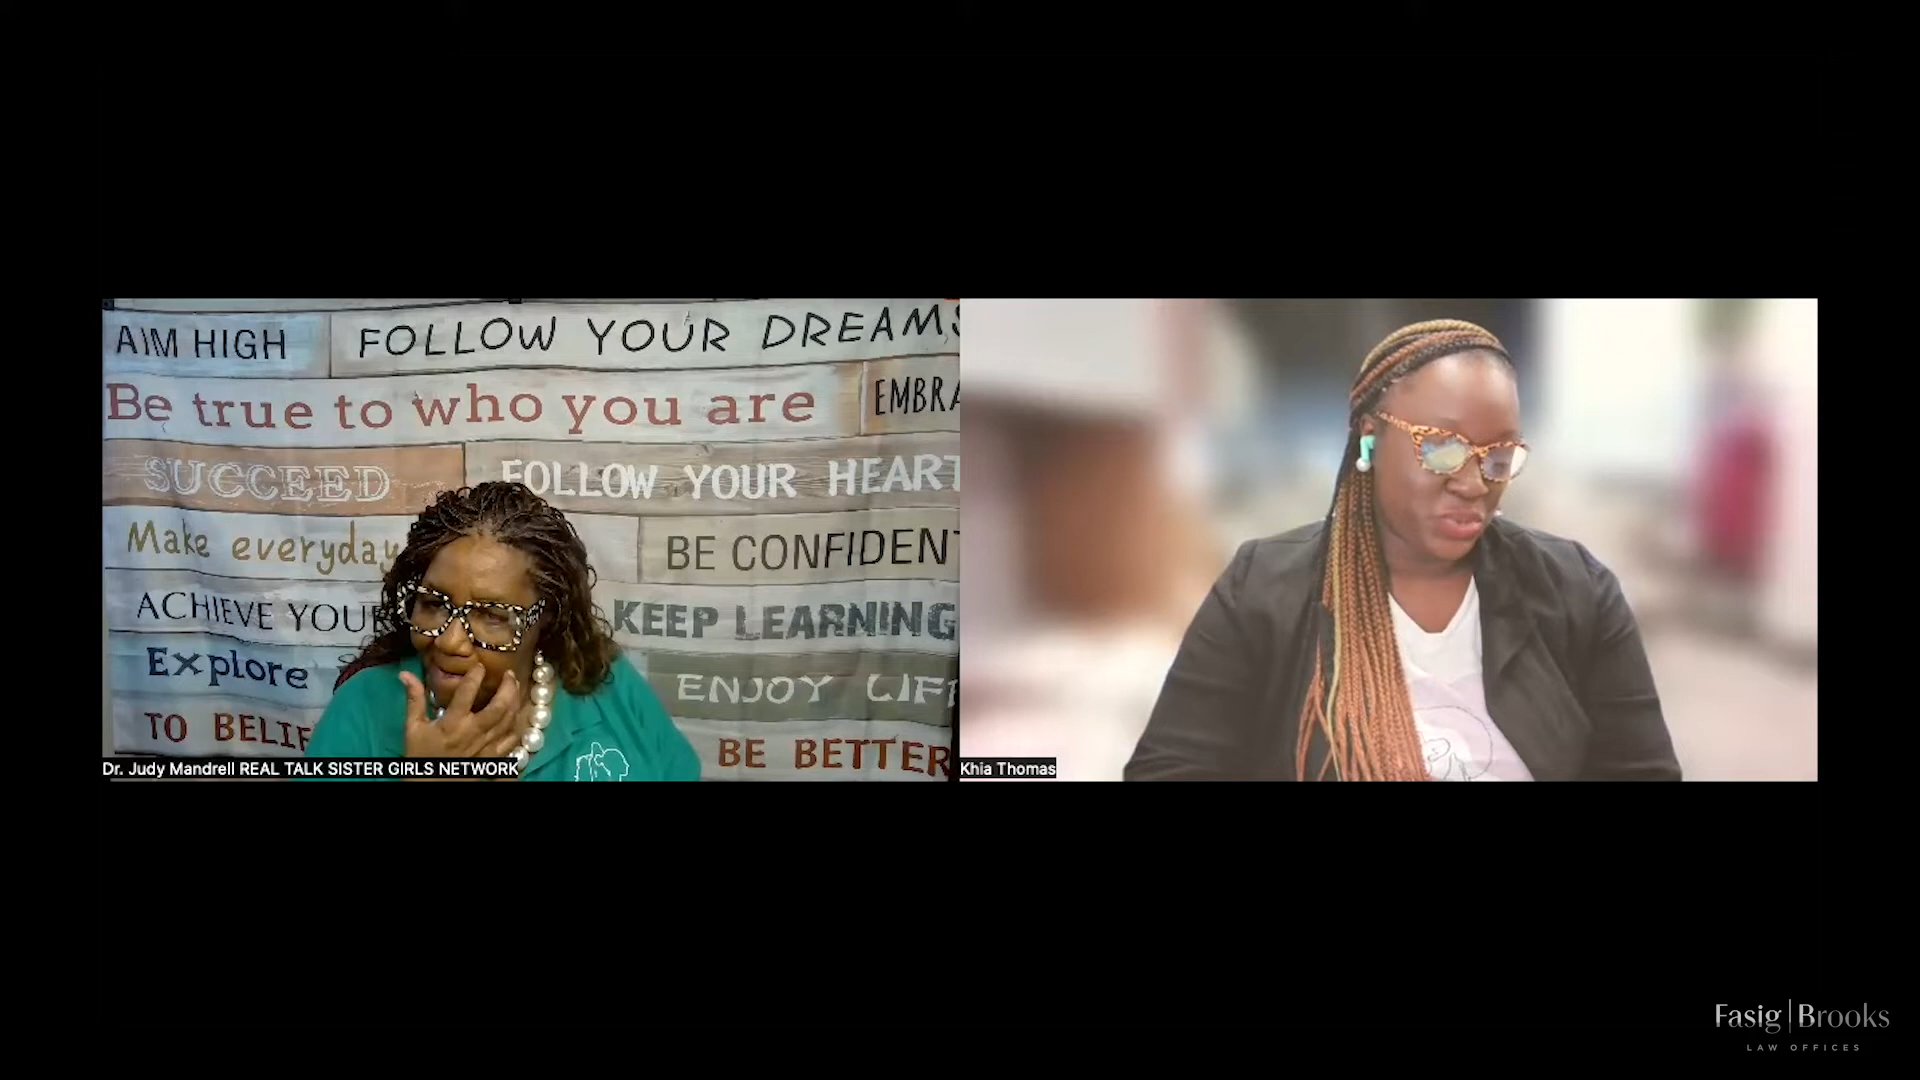 AIM HIGH
FOLLOW YOUR DREAMS
Be true to who you are
EMBRA
SUCCEED
FOLLOW YOUR HEART
Make everyday
BE CONFIDENT
ACHIEVE YOUR
KEEP LEARNING
Explore
ENJOY LIF
TO BELIE
BE BETTER
Dr. Judy Mandrell REAL TALK SISTER GIRLS NETWORK
Khia Thomas
Fasig|Brooks
LAW OFFICES